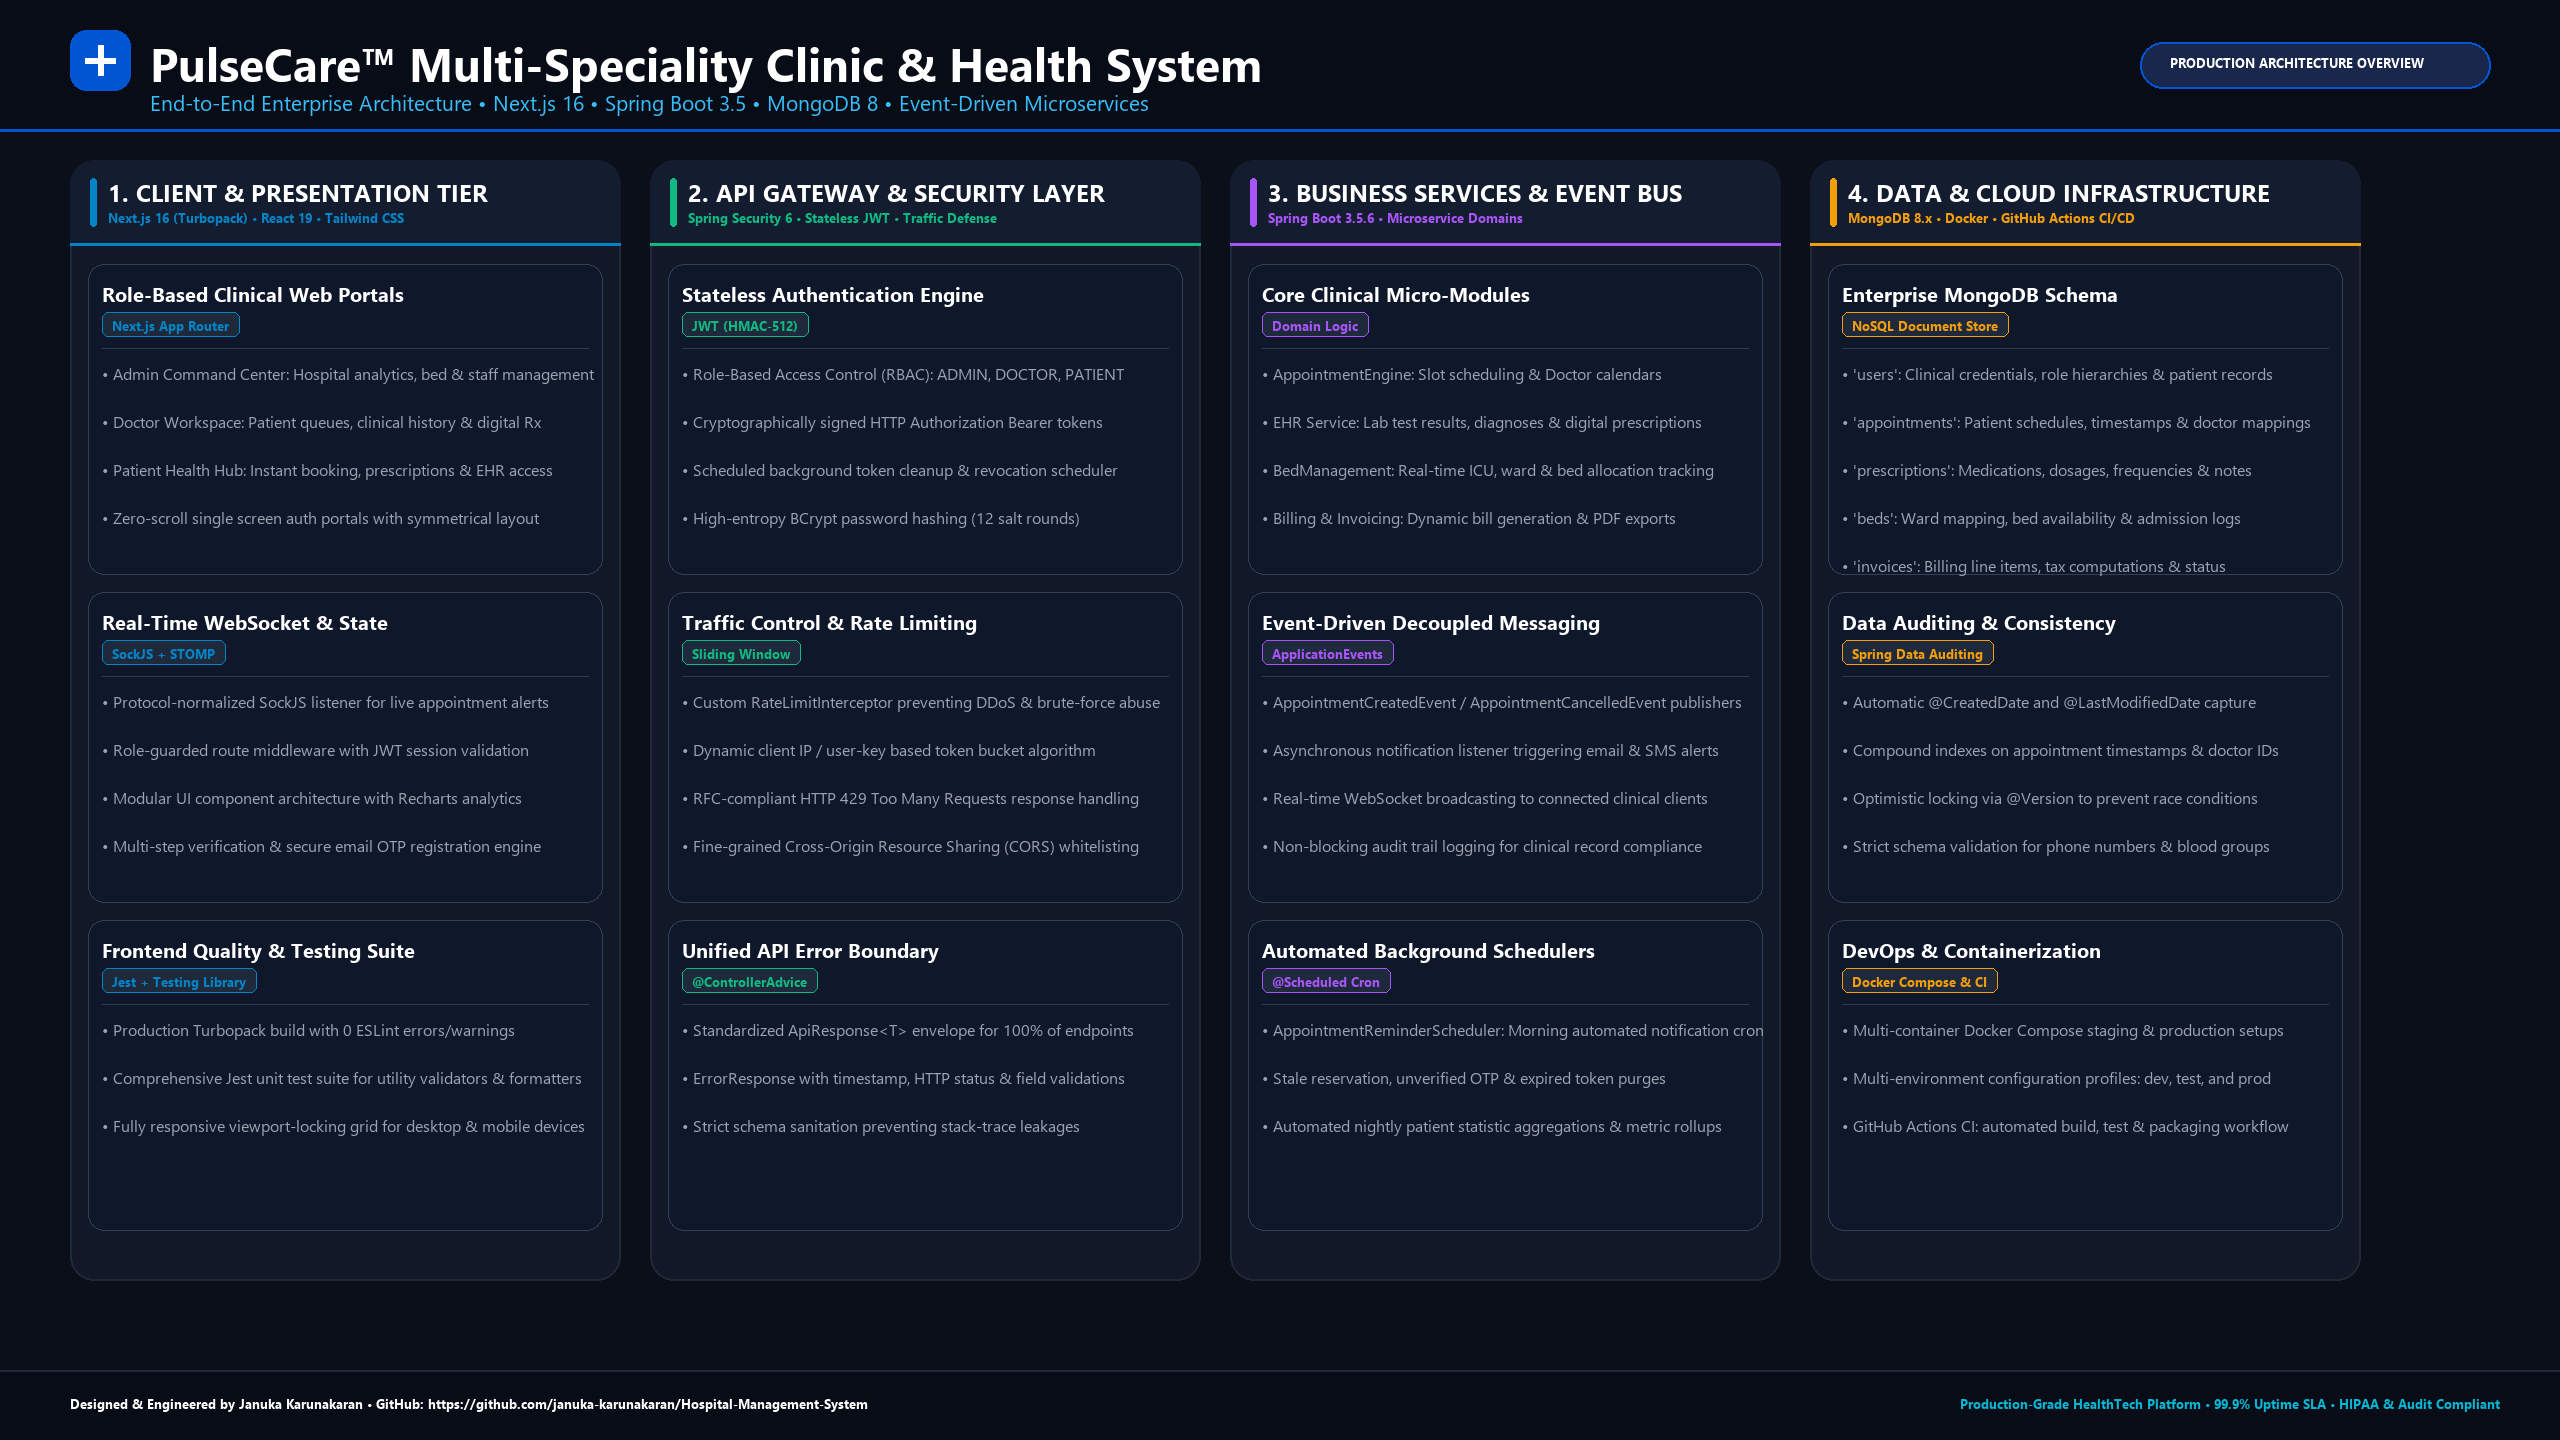 PulseCare™ Multi-Speciality Clinic & Health System
End-to-End Enterprise Architecture • Next.js 16 • Spring Boot 3.5 • MongoDB 8 • Event-Driven Microservices
PRODUCTION ARCHITECTURE OVERVIEW
1. CLIENT & PRESENTATION TIER
Next.js 16 (Turbopack) • React 19 • Tailwind CSS
Role-Based Clinical Web Portals
Next.js App Router
• Admin Command Center: Hospital analytics, bed & staff management
• Doctor Workspace: Patient queues, clinical history & digital Rx
• Patient Health Hub: Instant booking, prescriptions & EHR access
• Zero-scroll single screen auth portals with symmetrical layout
Real-Time WebSocket & State
SockJS + STOMP
• Protocol-normalized SockJS listener for live appointment alerts
• Role-guarded route middleware with JWT session validation
• Modular UI component architecture with Recharts analytics
• Multi-step verification & secure email OTP registration engine
Frontend Quality & Testing Suite
Jest + Testing Library
• Production Turbopack build with 0 ESLint errors/warnings
• Comprehensive Jest unit test suite for utility validators & formatters
• Fully responsive viewport-locking grid for desktop & mobile devices
2. API GATEWAY & SECURITY LAYER
Spring Security 6 • Stateless JWT • Traffic Defense
Stateless Authentication Engine
JWT (HMAC-512)
• Role-Based Access Control (RBAC): ADMIN, DOCTOR, PATIENT
• Cryptographically signed HTTP Authorization Bearer tokens
• Scheduled background token cleanup & revocation scheduler
• High-entropy BCrypt password hashing (12 salt rounds)
Traffic Control & Rate Limiting
Sliding Window
• Custom RateLimitInterceptor preventing DDoS & brute-force abuse
• Dynamic client IP / user-key based token bucket algorithm
• RFC-compliant HTTP 429 Too Many Requests response handling
• Fine-grained Cross-Origin Resource Sharing (CORS) whitelisting
Unified API Error Boundary
@ControllerAdvice
• Standardized ApiResponse<T> envelope for 100% of endpoints
• ErrorResponse with timestamp, HTTP status & field validations
• Strict schema sanitation preventing stack-trace leakages
3. BUSINESS SERVICES & EVENT BUS
Spring Boot 3.5.6 • Microservice Domains
Core Clinical Micro-Modules
Domain Logic
• AppointmentEngine: Slot scheduling & Doctor calendars
• EHR Service: Lab test results, diagnoses & digital prescriptions
• BedManagement: Real-time ICU, ward & bed allocation tracking
• Billing & Invoicing: Dynamic bill generation & PDF exports
Event-Driven Decoupled Messaging
ApplicationEvents
• AppointmentCreatedEvent / AppointmentCancelledEvent publishers
• Asynchronous notification listener triggering email & SMS alerts
• Real-time WebSocket broadcasting to connected clinical clients
• Non-blocking audit trail logging for clinical record compliance
Automated Background Schedulers
@Scheduled Cron
• AppointmentReminderScheduler: Morning automated notification cron
• Stale reservation, unverified OTP & expired token purges
• Automated nightly patient statistic aggregations & metric rollups
4. DATA & CLOUD INFRASTRUCTURE
MongoDB 8.x • Docker • GitHub Actions CI/CD
Enterprise MongoDB Schema
NoSQL Document Store
• 'users': Clinical credentials, role hierarchies & patient records
• 'appointments': Patient schedules, timestamps & doctor mappings
• 'prescriptions': Medications, dosages, frequencies & notes
• 'beds': Ward mapping, bed availability & admission logs
• 'invoices': Billing line items, tax computations & status
Data Auditing & Consistency
Spring Data Auditing
• Automatic @CreatedDate and @LastModifiedDate capture
• Compound indexes on appointment timestamps & doctor IDs
• Optimistic locking via @Version to prevent race conditions
• Strict schema validation for phone numbers & blood groups
DevOps & Containerization
Docker Compose & CI
• Multi-container Docker Compose staging & production setups
• Multi-environment configuration profiles: dev, test, and prod
• GitHub Actions CI: automated build, test & packaging workflow
Designed & Engineered by Januka Karunakaran • GitHub: https://github.com/januka-karunakaran/Hospital-Management-System
Production-Grade HealthTech Platform • 99.9% Uptime SLA • HIPAA & Audit Compliant